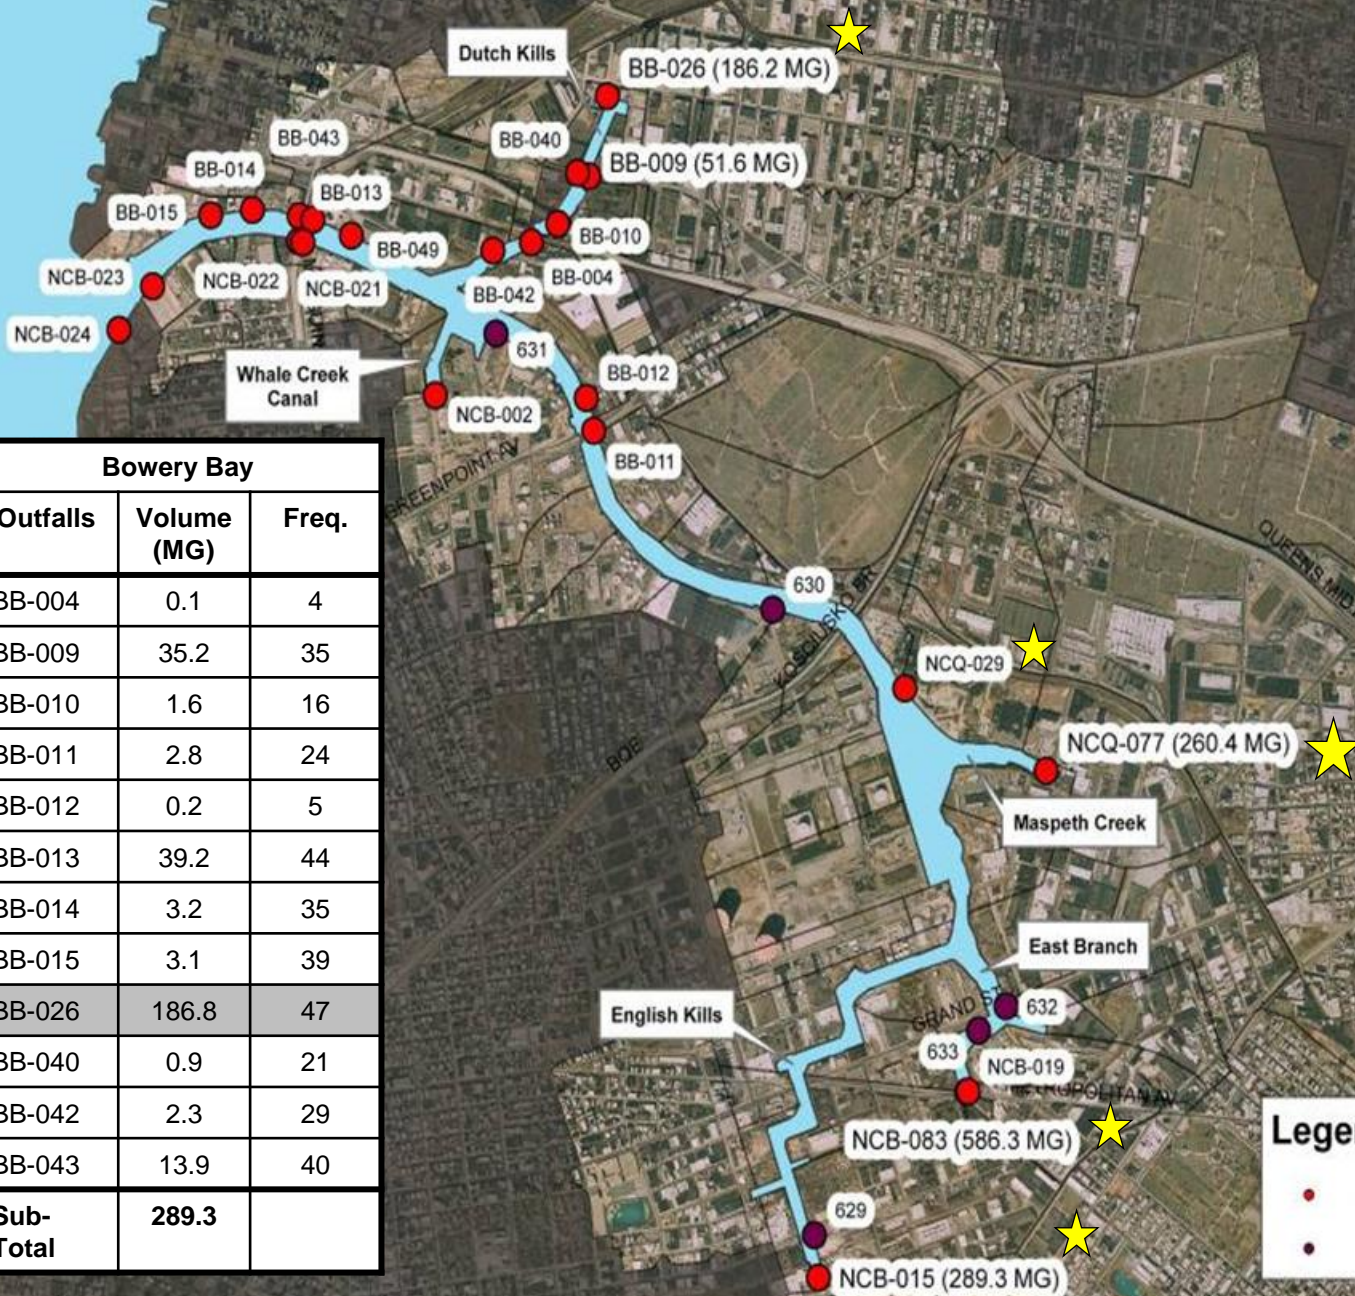 Dutch Kills
BB-026 (186.2 MG)
BB-043
BB-040
BB-009 (51.6 MG)
BB-014
BB-013
BB-015
BB-010
BB-049
BB-004
NCB-023
NCB-022
NCB-021
BB-042
NCB-024
631
Whale Creek
Canal
BB-012
NCB-002
BB-011
GREENPOINT AV
Bowery Bay
Outfalls Volume Freq.
(MG)
BB-004 0.1 4
BB-009 35.2 35
BB-010 1.6 16
BB-011 2.8 24
BB-012 0.2 5
BB-013 39.2 44
BB-014 3.2 35
BB-015 3.1 39
BB-026 186.8 47
BB-040 0.9 21
BB-042 2.3 29
BB-043 13.9 40
Sub- 289.3
Total
QUEENS MID
630
KOSCIUSKO BR
NCQ-029
BQE
NCQ-077 (260.4 MG)
Maspeth Creek
East Branch
English Kills
GRAND ST
632
633
NCB-019
METROPOLITAN AV
NCB-083 (586.3 MG)
Lege
629
NCB-015 (289.3 MG)